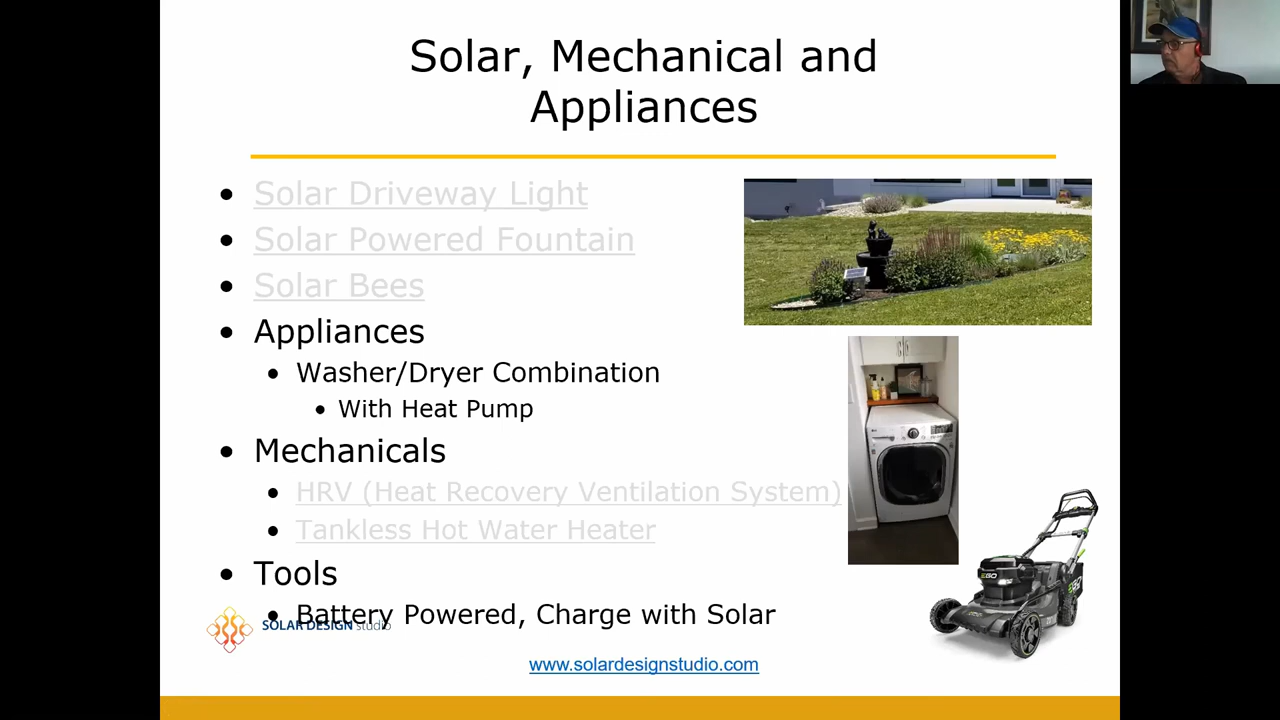 Solar, Mechanical and
Appliances
Solar Driveway Light
Solar Powered Fountain
Solar Bees
Appliances
Washer/Dryer Combination
With Heat Pump
Mechanicals
HRV (Heat Recovery Ventilation System)
Tankless Hot Water Heater
Tools
Battery Powered, Charge with Solar
SOLAR DESIGN studio
www.solardesignstudio.com
LG
EGO